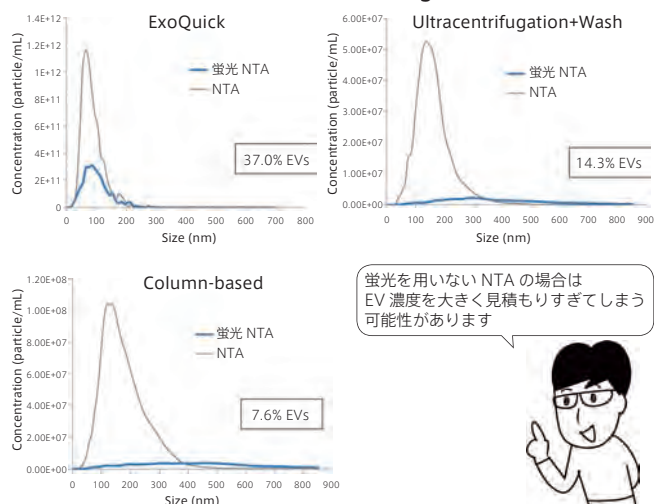 ExoQuick
Concentration (particle/mL)
1.4E+12
1.2E+12
1E+12
8E+11
6E+11
4E+11
2E+11
0
蛍光 NTA
NTA
37.0% EVs
0 100 200 300 400 500 600 700 800
Size (nm)
Ultracentrifugation+Wash
Concentration (particle/mL)
6.00E+07
5.00E+07
4.00E+07
3.00E+07
2.00E+07
1.00E+07
0.00E+00
蛍光 NTA
NTA
14.3% EVs
0 100 200 300 400 500 600 700 800 900
Size (nm)
Column-based
Concentration (particle/mL)
1.20E+08
1.00E+08
8.00E+07
6.00E+07
4.00E+07
2.00E+07
0.00E+00
蛍光 NTA
NTA
7.6% EVs
0 100 200 300 400 500 600 700 800 900
Size (nm)
蛍光を用いない NTA の場合は
EV 濃度を大きく見積もりすぎてしまう
可能性があります